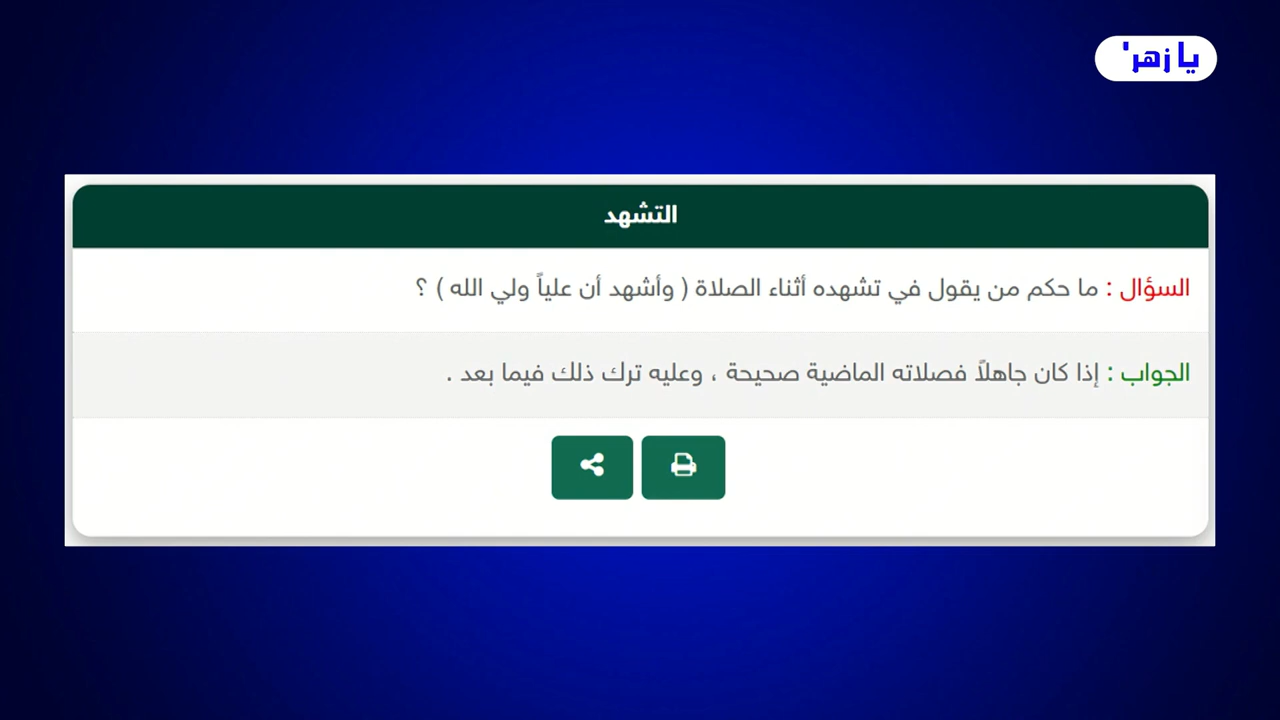 يا زهر'
التشهد
السؤال : ما حكم من يقول في تشهده أثناء الصلاة ( وأشهد أن علياً ولي الله ) ؟
الجواب : إذا كان جاهلاً فصلاته الماضية صحيحة ، وعليه ترك ذلك فيما بعد .